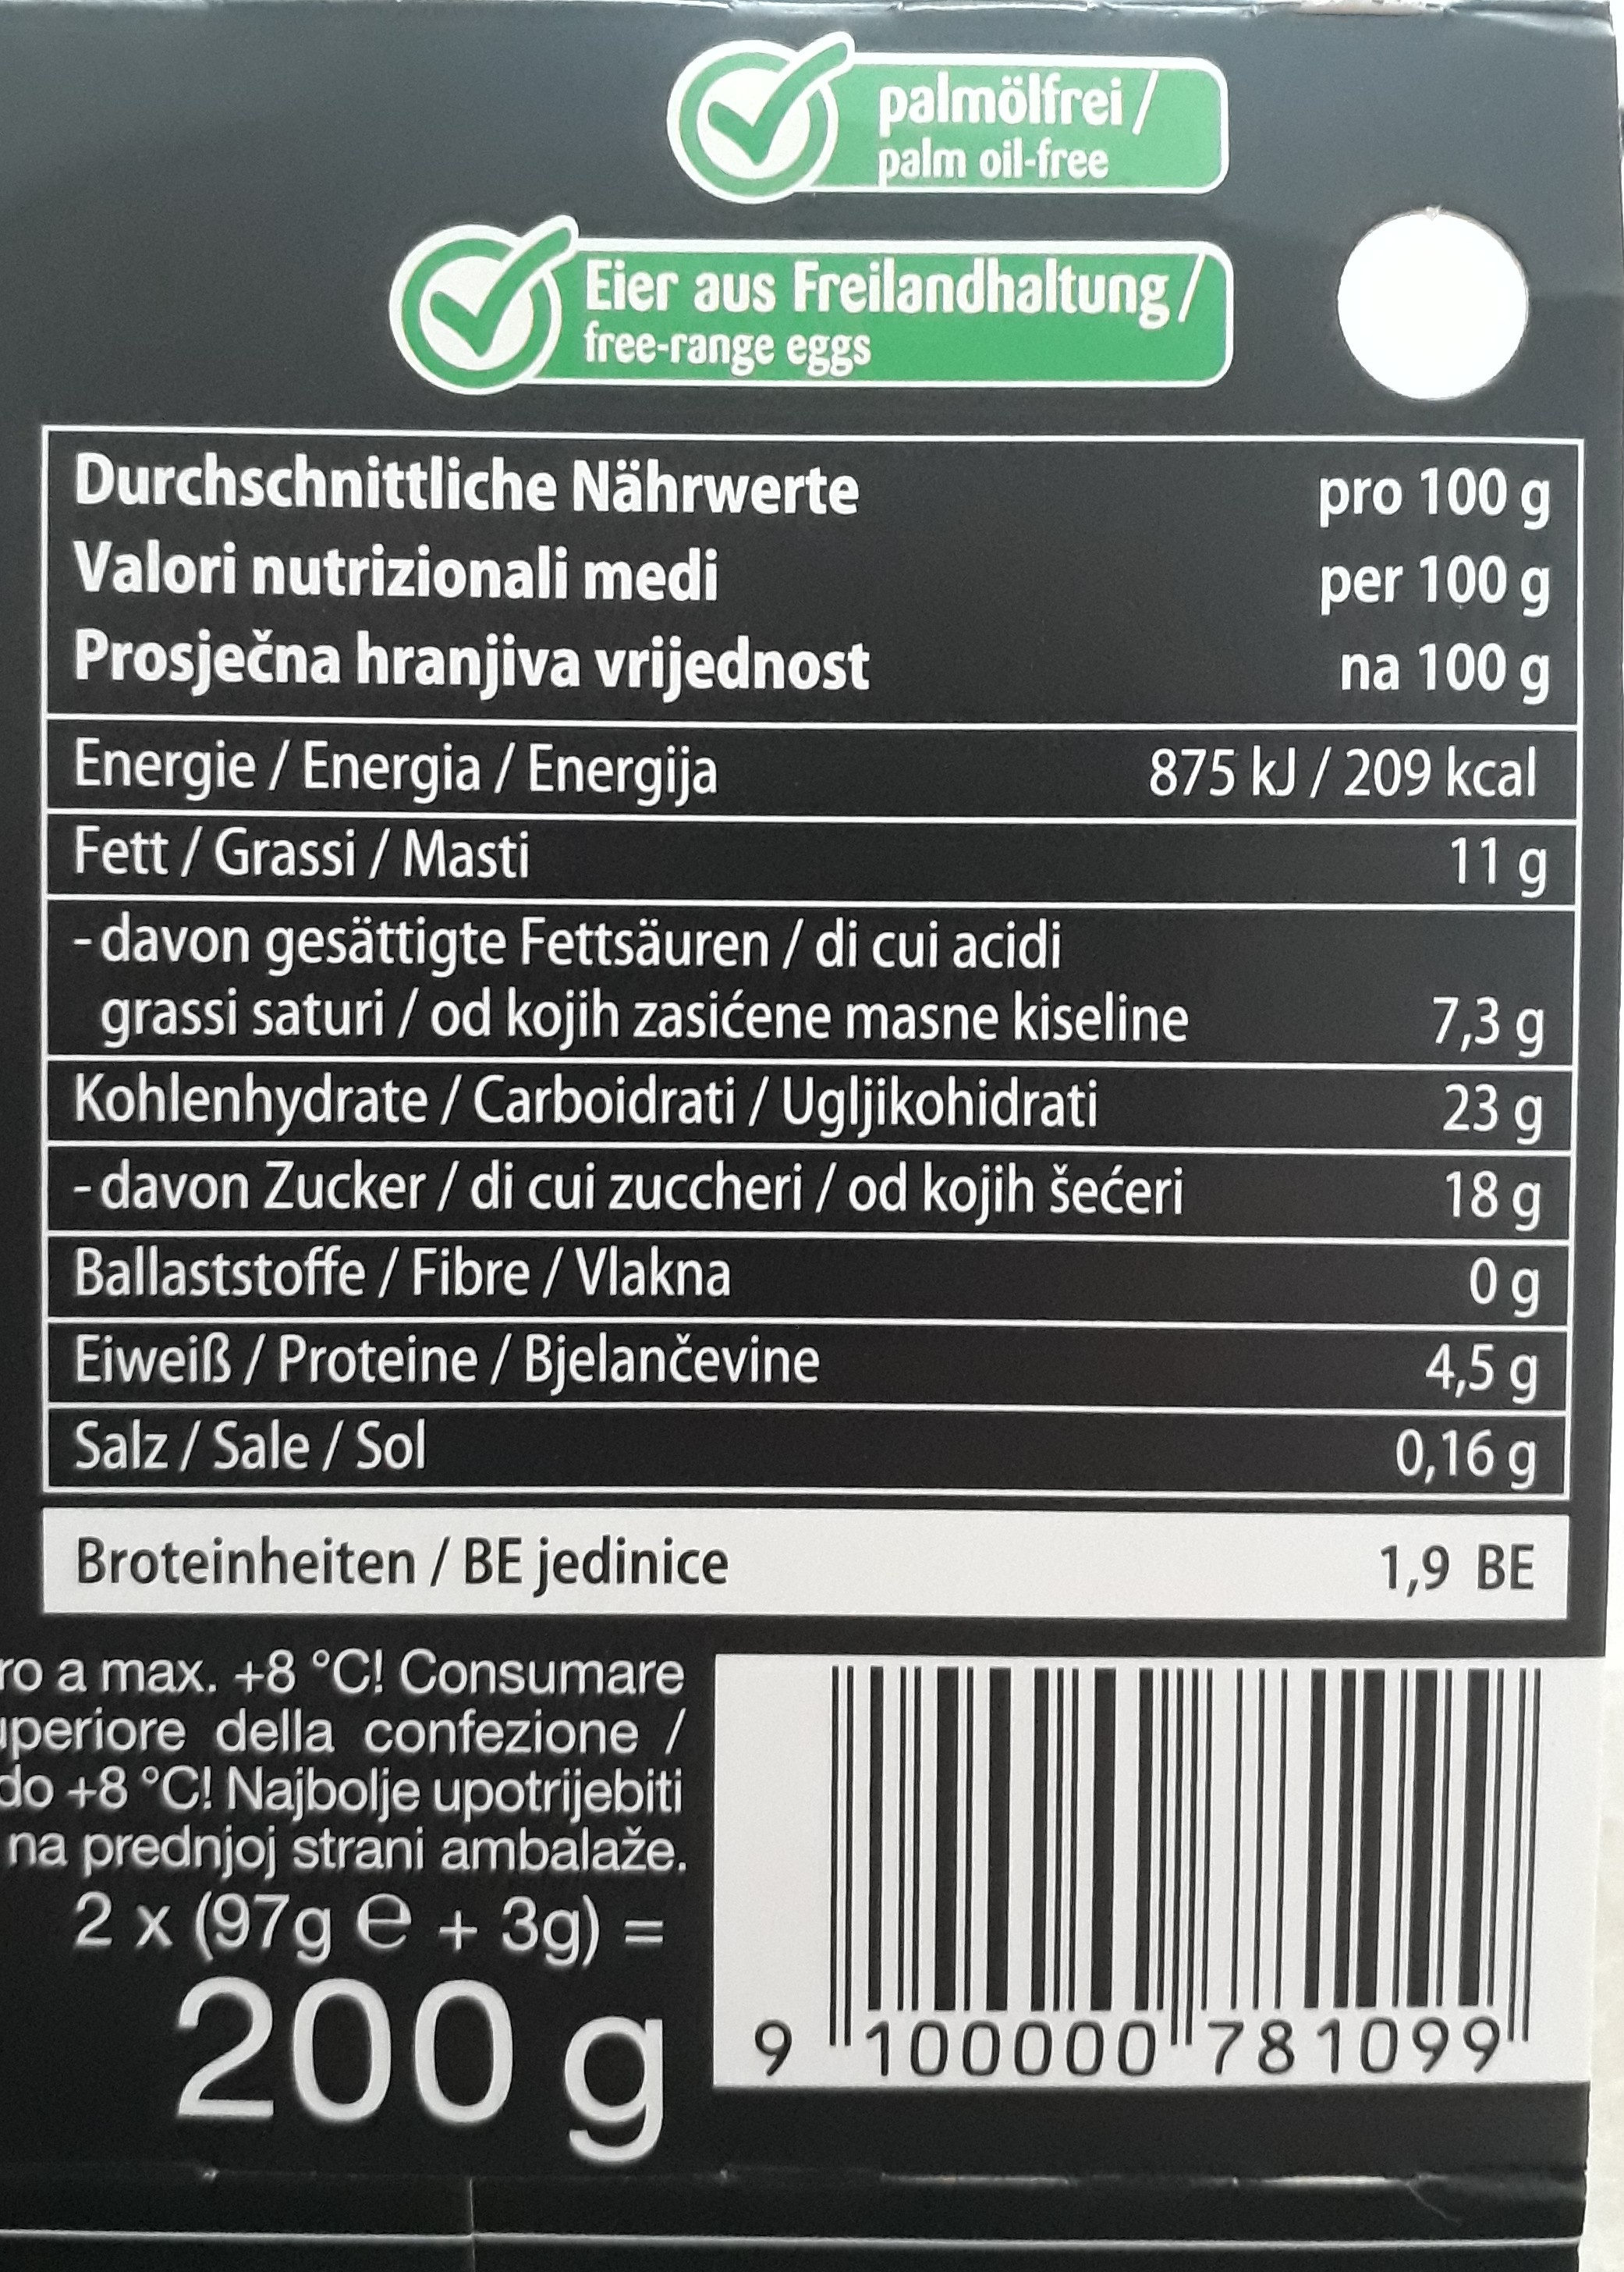 palmölfrei /
palm oil-free
Eier aus Freilandhaltung /
free-range eggs
Durchschnittliche Nährwerte pro 100 g
Valori nutrizionali medi per 100 g
Prosječna hranjiva vrijednost na 100 g
Energie / Energia / Energija 875 kJ / 209 kcal
Fett / Grassi / Masti 11 g
- davon gesättigte Fettsäuren / di cui acidi
grassi saturi / od kojih zasićene masne kiseline 7,3 g
Kohlenhydrate / Carboidrati / Ugljikohidrati 23 g
- davon Zucker / di cui zuccheri / od kojih šećeri 18 g
Ballaststoffe / Fibre / Vlakna 0 g
Eiweiß / Proteine / Bjelančevine 4,5 g
Salz / Sale / Sol 0,16 g
Broteinheiten / BE jedinice 1,9 BE
a max. +8 °C! Consumare
della confezione /
do +8 °C! Najbolje upotrijebiti
na prednjoj strani ambalaže.
2 x (97g e + 3g) =
200 g
9 100000 781099